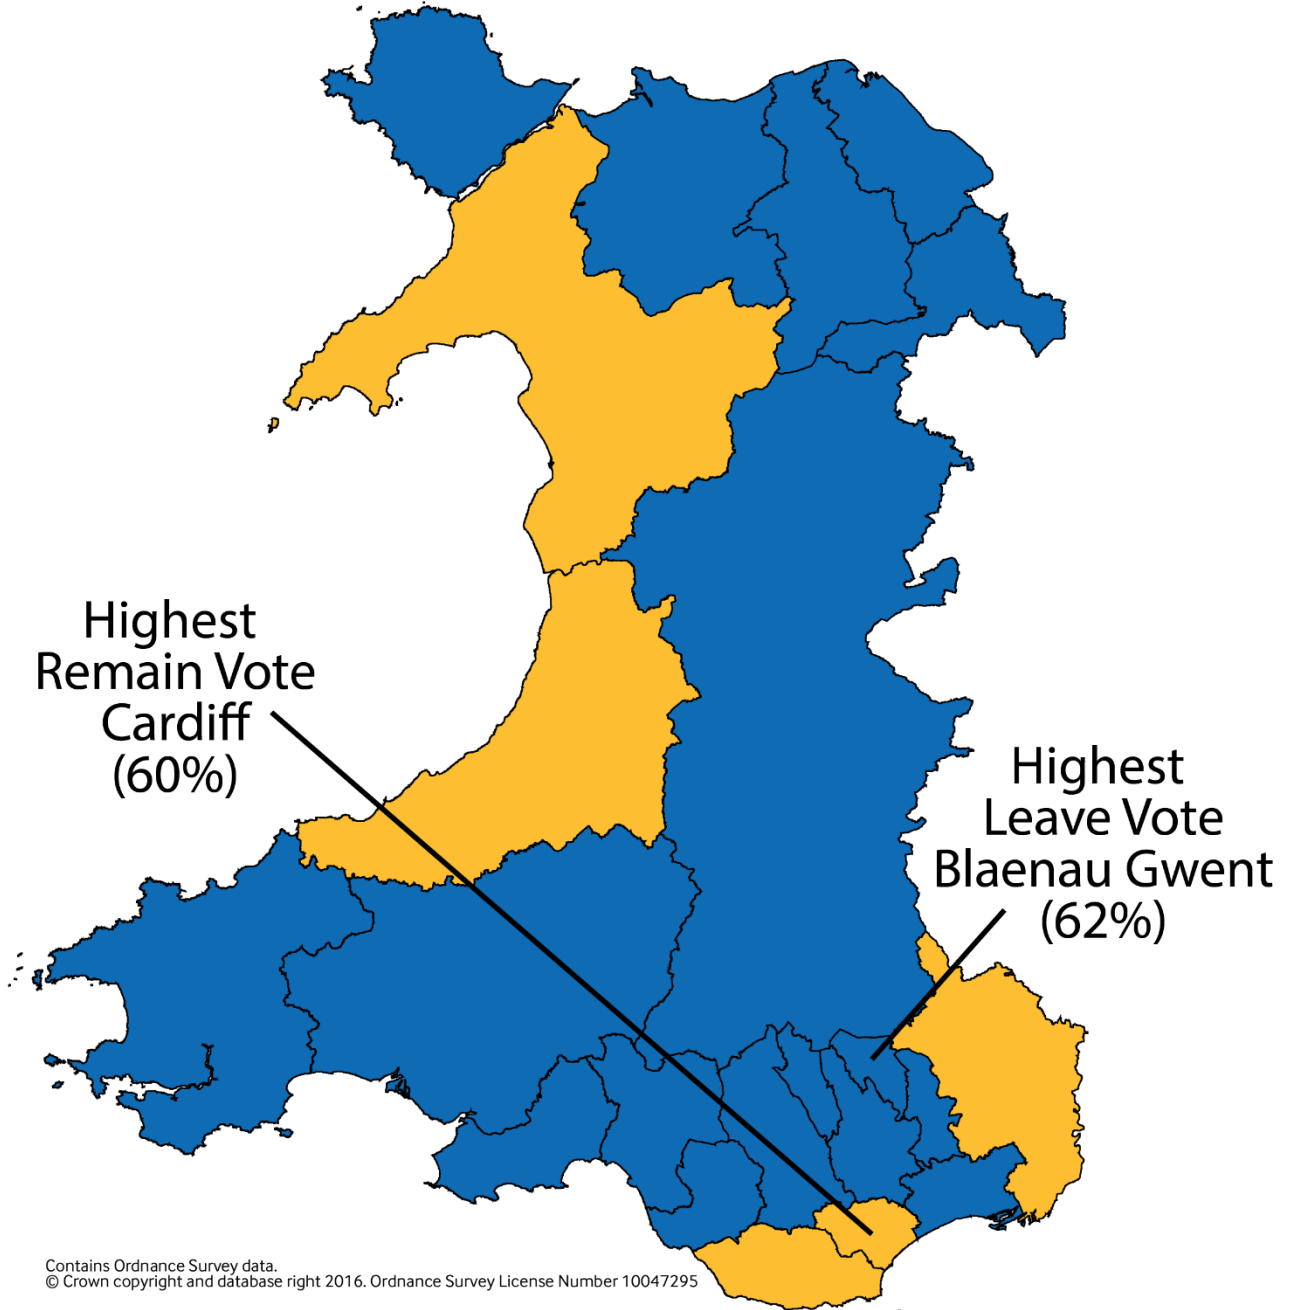 Highest
Remain Vote
Cardiff
(60%)
Highest
Leave Vote
Blaenau Gwent
(62%)
Contains Ordnance Survey data.
© Crown copyright and database right 2016. Ordnance Survey License Number 10047295